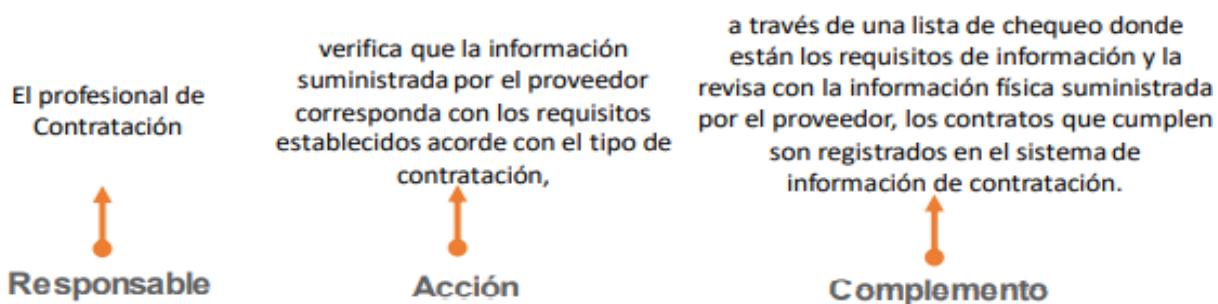 El profesional de
Contratación
verifica que la información
suministrada por el proveedor
corresponda con los requisitos
establecidos acorde con el tipo de
contratación,
a través de una lista de chequeo donde
están los requisitos de información y la
revisa con la información física suministrada
por el proveedor, los contratos que cumplen
son registrados en el sistema de
información de contratación.
Responsable
Acción
Complemento